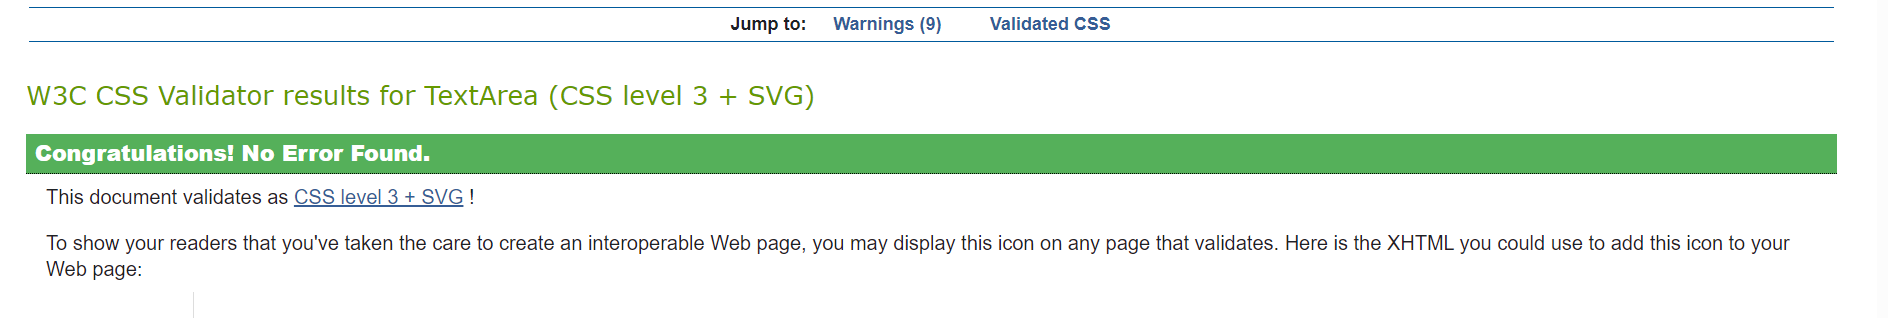 Jump to: Warnings (9) Validated CSS
W3C CSS Validator results for TextArea (CSS level 3 + SVG)
Congratulations! No Error Found.
This document validates as CSS level 3 + SVG !
To show your readers that you've taken the care to create an interoperable Web page, you may display this icon on any page that validates. Here is the XHTML you could use to add this icon to your
Web page: